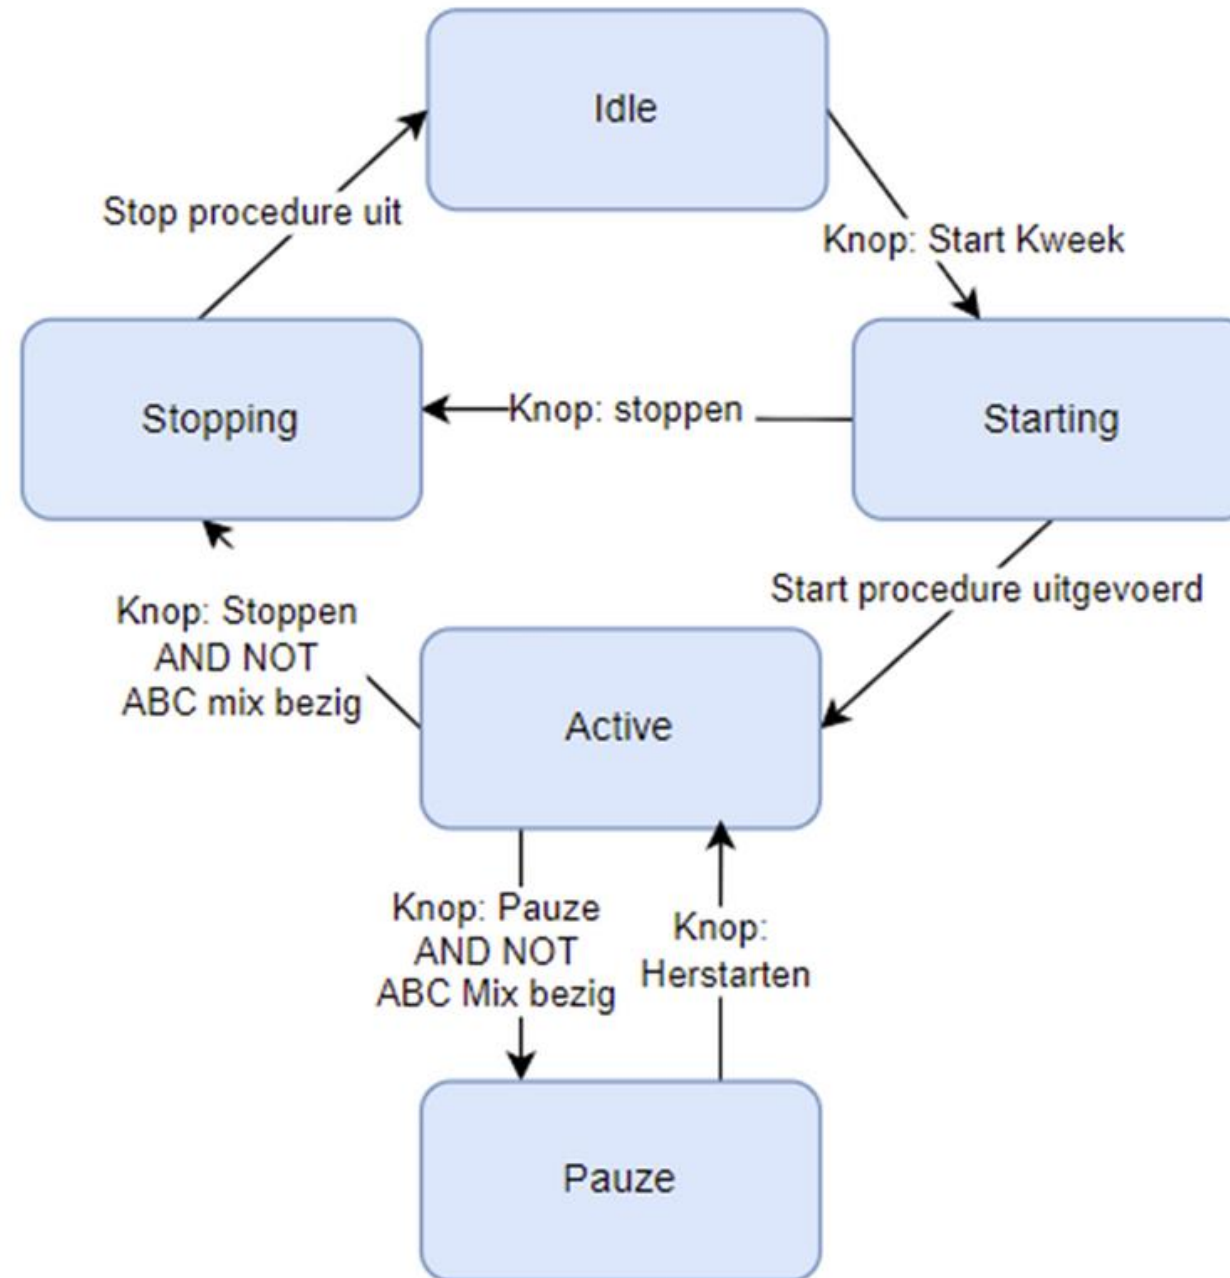 Idle
Stop procedure uit
Knop: Start Kweek
Stopping
Knop: stoppen
Starting
Start procedure uitgevoerd
Knop: Stoppen
AND NOT
ABC mix bezig
Active
Knop: Pauze
AND NOT
ABC Mix bezig
Knop:
Herstarten
Pauze